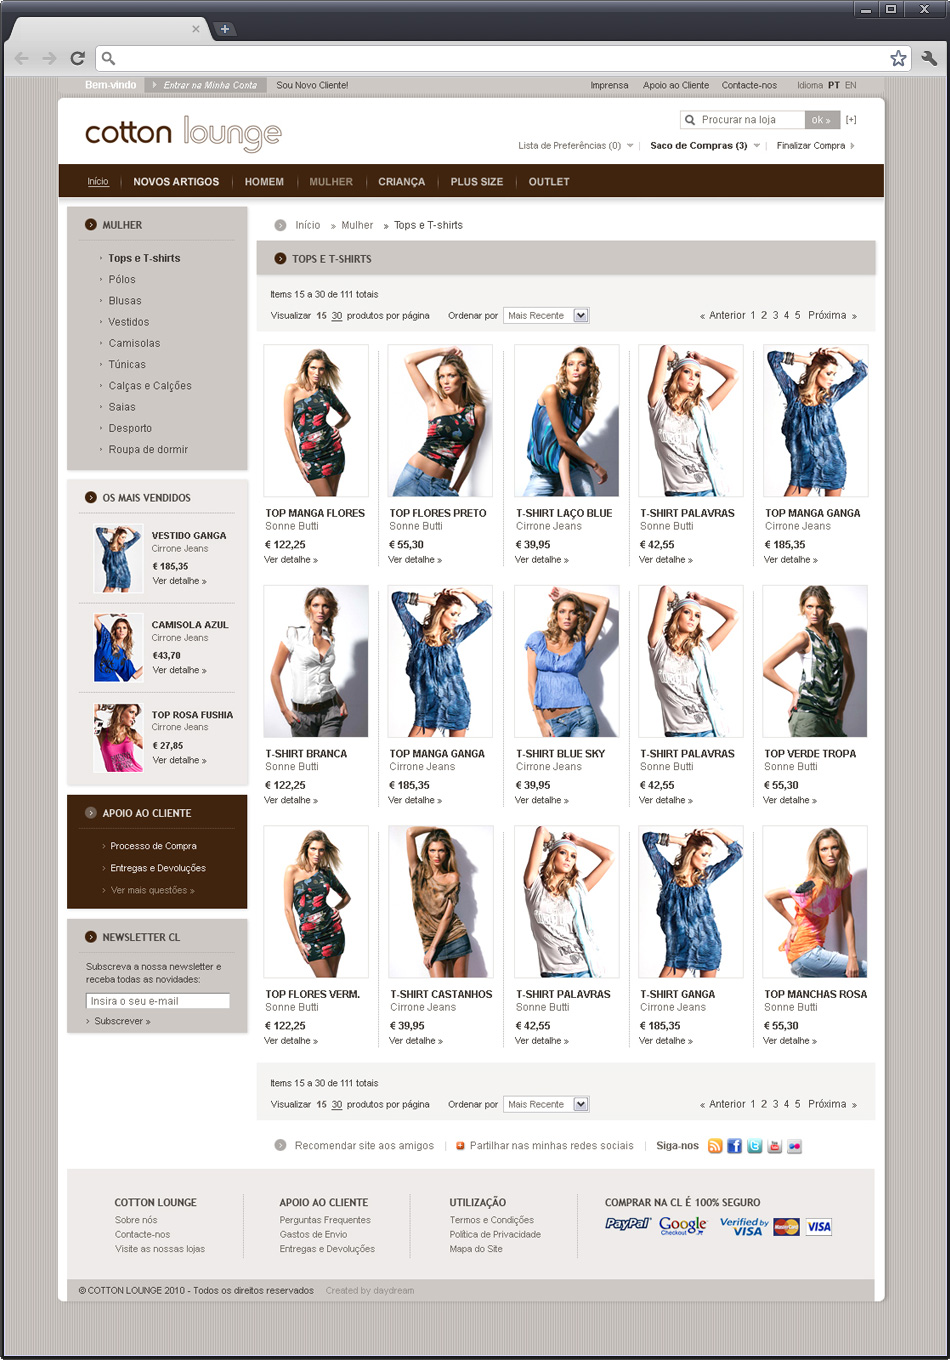 Bem-vindo Entrar na Minha Conta Sou Novo Cliente! Imprensa Apoio ao Cliente Contacte-nos Idioma PT EN
cotton lounge
Procurar na loja ok » [+]
Lista de Preferências (0) Saco de Compras (3) Finalizar Compra
Início NOVOS ARTIGOS HOMEM MULHER CRIANÇA PLUS SIZE OUTLET
MULHER
Tops e T-shirts
Pólos
Blusas
Vestidos
Camisolas
Túnicas
Calças e Calções
Saias
Desporto
Roupa de dormir
OS MAIS VENDIDOS
VESTIDO GANGA
Cirrone Jeans
€ 185,35
Ver detalhe »
CAMISOLA AZUL
Cirrone Jeans
€43,70
Ver detalhe »
TOP ROSA FUSHIA
Cirrone Jeans
€ 27,85
Ver detalhe »
APOIO AO CLIENTE
Processo de Compra
Entregas e Devoluções
Ver mais questões »
NEWSLETTER CL
Subscreva a nossa newsletter e
receba todas as novidades:
Insira o seu e-mail
Subscrever »
Início » Mulher » Tops e T-shirts
TOPS E T-SHIRTS
Items 15 a 30 de 111 totais
Visualizar 15 30 produtos por página Ordenar por Mais Recente « Anterior 1 2 3 4 5 Próxima »
TOP MANGA FLORES TOP FLORES PRETO T-SHIRT LAÇO BLUE T-SHIRT PALAVRAS TOP MANGA GANGA
Sonne Butti Sonne Butti Cirrone Jeans Sonne Butti Cirrone Jeans
€ 122,25 € 55,30 € 39,95 € 42,55 € 185,35
Ver detalhe » Ver detalhe » Ver detalhe » Ver detalhe » Ver detalhe »
T-SHIRT BRANCA TOP MANGA GANGA T-SHIRT BLUE SKY T-SHIRT PALAVRAS TOP VERDE TROPA
Sonne Butti Cirrone Jeans Cirrone Jeans Sonne Butti Sonne Butti
€ 122,25 € 185,35 € 39,95 € 42,55 € 55,30
Ver detalhe » Ver detalhe » Ver detalhe » Ver detalhe » Ver detalhe »
TOP FLORES VERM. T-SHIRT CASTANHOS T-SHIRT PALAVRAS T-SHIRT GANGA TOP MANCHAS ROSA
Sonne Butti Cirrone Jeans Sonne Butti Cirrone Jeans Sonne Butti
€ 122,25 € 39,95 € 42,55 € 185,35 € 55,30
Ver detalhe » Ver detalhe » Ver detalhe » Ver detalhe » Ver detalhe »
Items 15 a 30 de 111 totais
Visualizar 15 30 produtos por página Ordenar por Mais Recente « Anterior 1 2 3 4 5 Próxima »
Recomendar site aos amigos Partilhar nas minhas redes sociais Siga-nos
COTTON LOUNGE APOIO AO CLIENTE UTILIZAÇÃO COMPRAR NA CL É 100% SEGURO
Sobre nós Perguntas Frequentes Termos e Condições
Contacte-nos Gastos de Envio Política de Privacidade
Visite as nossas lojas Entregas e Devoluções Mapa do Site
PayPal Google Checkout Verified by VISA MasterCard VISA
© COTTON LOUNGE 2010 - Todos os direitos reservados Created by daydream